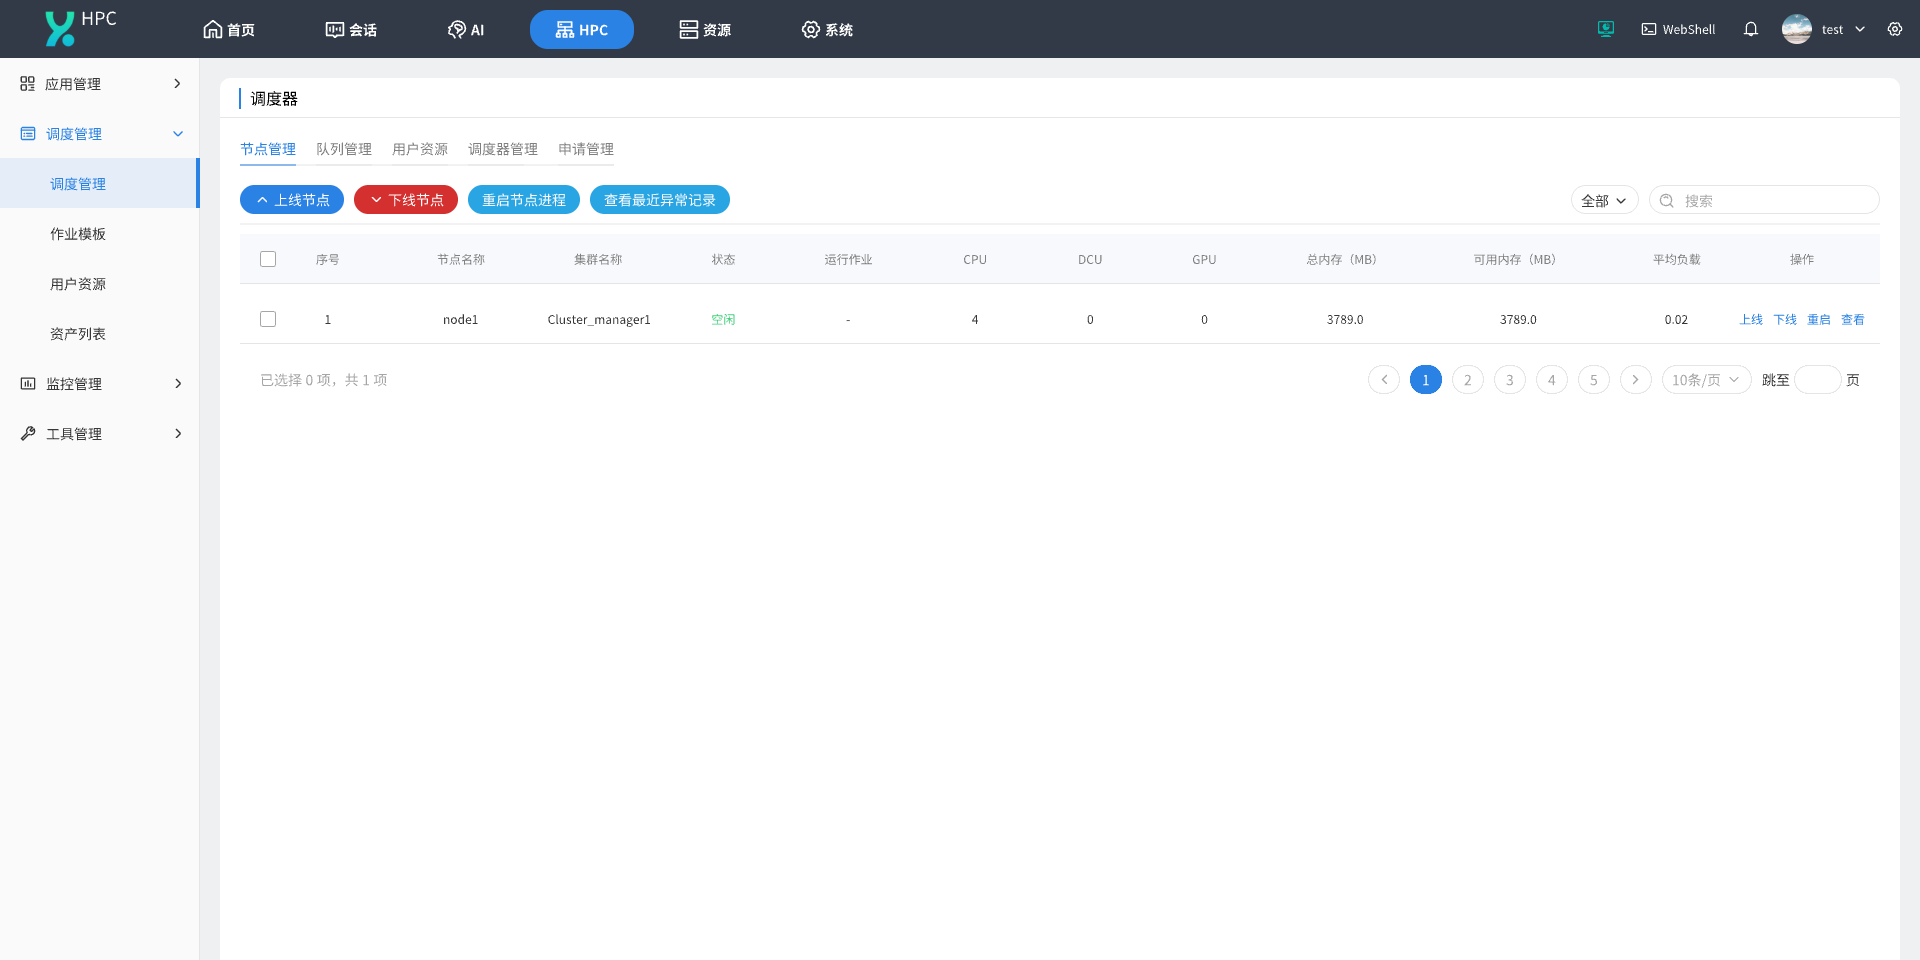 HPC
首页 会话 AI HPC 资源 系统 WebShell test
应用管理
调度管理
调度管理
作业模板
用户资源
资产列表
监控管理
工具管理
调度器
节点管理 队列管理 用户资源 调度器管理 申请管理
上线节点 下线节点 重启节点进程 查看最近异常记录 全部 搜索
序号 节点名称 集群名称 状态 运行作业 CPU DCU GPU 总内存（MB） 可用内存（MB） 平均负载 操作
1 node1 Cluster_manager1 空闲 - 4 0 0 3789.0 3789.0 0.02 上线 下线 重启 查看
已选择 0 项，共 1 项 1 2 3 4 5 10条/页 跳至 页